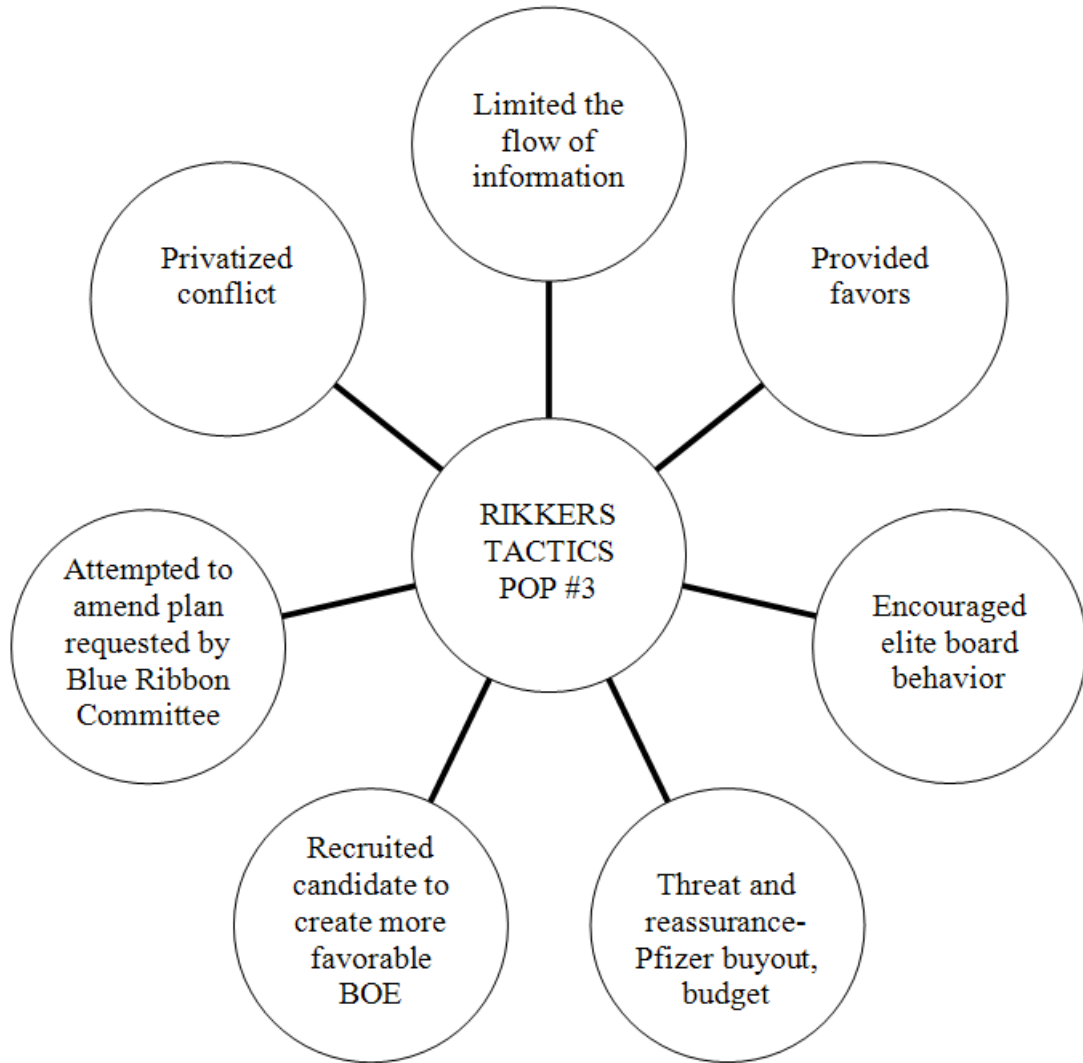 Limited the
flow of
information
Provided
favors
Encouraged
elite board
behavior
Threat and
reassurance-
Pfizer buyout,
budget
Recruited
candidate to
create more
favorable
BOE
Attempted to
amend plan
requested by
Blue Ribbon
Committee
Privatized
conflict
RIKKERS
TACTICS
POP #3